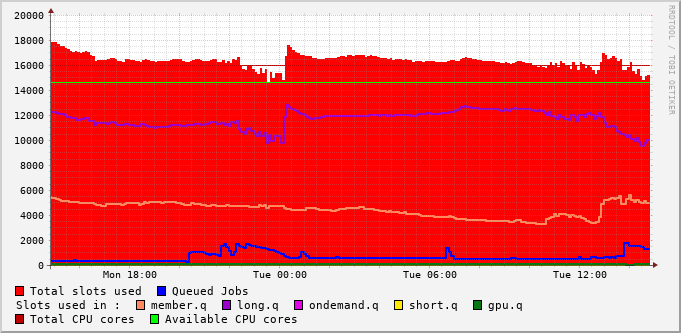 20000
18000
16000
14000
12000
10000
8000
6000
4000
2000
0
Mon 18:00 Tue 00:00 Tue 06:00 Tue 12:00
RRDTOOL / TOBI OETIKER
Total slots used Queued Jobs
Slots used in : member.q long.q ondemand.q short.q gpu.q
Total CPU cores Available CPU cores